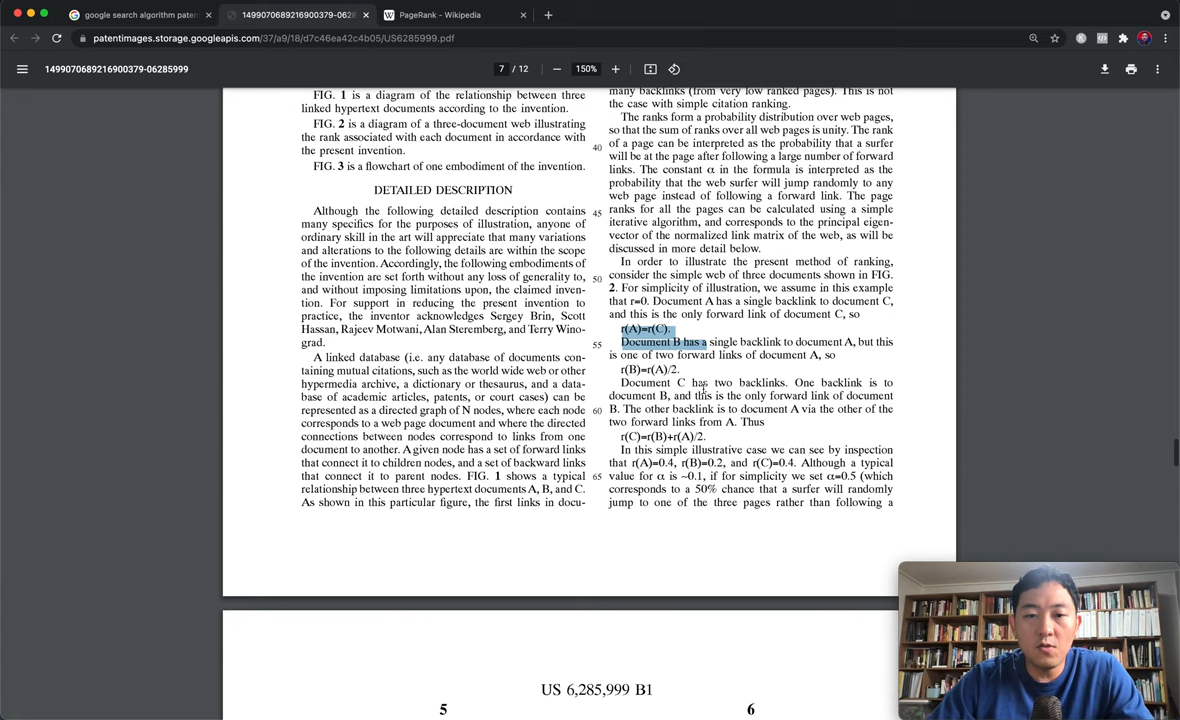 google search algorithm paten
1499070689216900379-0628
PageRank - Wikipedia
patentimages.storage.googleapis.com/37/a9/18/d7c46ea42c4b05/US6285999.pdf
1499070689216900379-06285999
7 / 12
150%
FIG. 1 is a diagram of the relationship between three
linked hypertext documents according to the invention.
FIG. 2 is a diagram of a three-document web illustrating
the rank associated with each document in accordance with
the present invention.
FIG. 3 is a flowchart of one embodiment of the invention.
DETAILED DESCRIPTION
Although the following detailed description contains
many specifics for the purposes of illustration, anyone of
ordinary skill in the art will appreciate that many variations
and alterations to the following details are within the scope
of the invention. Accordingly, the following embodiments of
the invention are set forth without any loss of generality to,
and without imposing limitations upon, the claimed inven-
tion. For support in reducing the present invention to
practice, the inventor acknowledges Sergey Brin, Scott
Hassan, Rajeev Motwani, Alan Steremberg, and Terry Wino-
grad.
A linked database (i.e. any database of documents con-
taining mutual citations, such as the world wide web or other
hypermedia archive, a dictionary or thesaurus, and a data-
base of academic articles, patents, or court cases) can be
represented as a directed graph of N nodes, where each node
corresponds to a web page document and where the directed
connections between nodes correspond to links from one
document to another. A given node has a set of forward links
that connect it to children nodes, and a set of backward links
that connect it to parent nodes. FIG. 1 shows a typical
relationship between three hypertext documents A, B, and C.
As shown in this particular figure, the first links in docu-
40
45
50
55
60
65
many backlinks (from very low ranked pages). This is not
the case with simple citation ranking.
The ranks form a probability distribution over web pages,
so that the sum of ranks over all web pages is unity. The rank
of a page can be interpreted as the probability that a surfer
will be at the page after following a large number of forward
links. The constant α in the formula is interpreted as the
probability that the web surfer will jump randomly to any
web page instead of following a forward link. The page
ranks for all the pages can be calculated using a simple
iterative algorithm, and corresponds to the principal eigen-
vector of the normalized link matrix of the web, as will be
discussed in more detail below.
In order to illustrate the present method of ranking,
consider the simple web of three documents shown in FIG.
2. For simplicity of illustration, we assume in this example
that r=0. Document A has a single backlink to document C,
and this is the only forward link of document C, so
r(A)=r(C).
Document B has a single backlink to document A, but this
is one of two forward links of document A, so
r(B)=r(A)/2.
Document C has two backlinks. One backlink is to
document B, and this is the only forward link of document
B. The other backlink is to document A via the other of the
two forward links from A. Thus
r(C)=r(B)+r(A)/2.
In this simple illustrative case we can see by inspection
that r(A)=0.4, r(B)=0.2, and r(C)=0.4. Although a typical
value for α is ~0.1, if for simplicity we set α=0.5 (which
corresponds to a 50% chance that a surfer will randomly
jump to one of the three pages rather than following a
US 6,285,999 B1
5
6